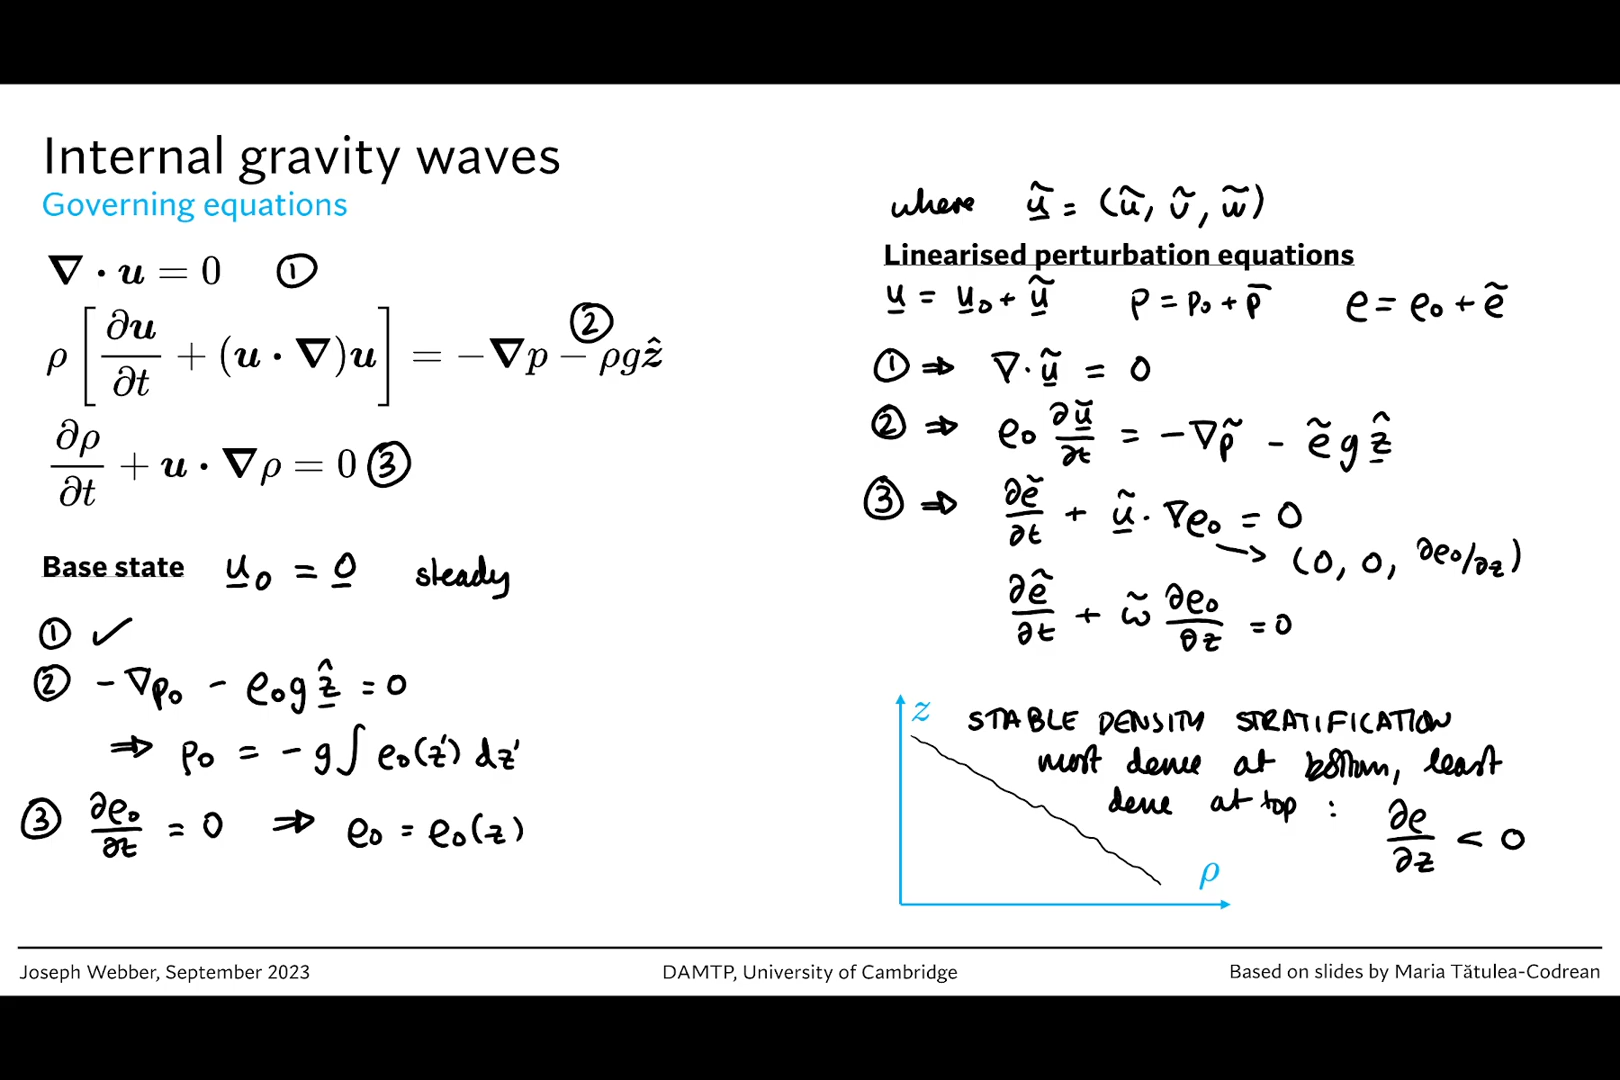 Internal gravity waves
Governing equations
∇ · u = 0 ①
ρ [∂u/∂t + (u · ∇)u] = −∇p − ρgẑ ②
∂ρ/∂t + u · ∇ρ = 0 ③
Base state u₀ = 0 steady
① ✓
② −∇p₀ − ρ₀gẑ = 0
⇒ p₀ = −g∫ρ₀(z′) dz′
③ ∂ρ₀/∂t = 0 ⇒ ρ₀ = ρ₀(z)
where ũ = (ũ, ṽ, w̃)
Linearised perturbation equations
u = u₀ + ũ p = p₀ + p̃ ρ = ρ₀ + ρ̃
① ⇒ ∇·ũ = 0
② ⇒ ρ₀ ∂ũ/∂t = −∇p̃ − ρ̃gẑ
③ ⇒ ∂ρ̃/∂t + ũ·∇ρ₀ = 0
→ (0, 0, ∂ρ₀/∂z)
∂ρ̃/∂t + w̃ ∂ρ₀/∂z = 0
z STABLE DENSITY STRATIFICATION
most dense at bottom, least
dense at top : ∂ρ/∂z < 0
ρ
Joseph Webber, September 2023
DAMTP, University of Cambridge
Based on slides by Maria Tătulea-Codrean